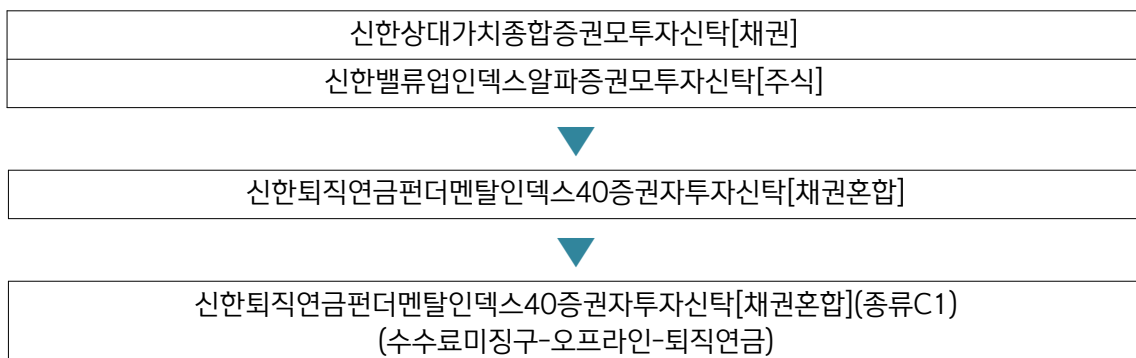 신한상대가치종합증권모투자신탁[채권]
신한밸류업인덱스알파증권모투자신탁[주식]
신한퇴직연금펀더멘탈인덱스40증권자투자신탁[채권혼합]
신한퇴직연금펀더멘탈인덱스40증권자투자신탁[채권혼합](종류C1)
(수수료미징구-오프라인-퇴직연금)